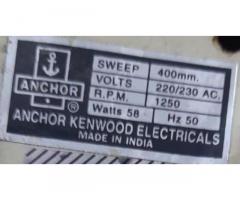 ANCHOR
®
SWEEP 400mm.
VOLTS 220/230 AC.
R.P.M. 1250
Watts 58 Hz 50
ANCHOR KENWOOD ELECTRICALS
MADE IN INDIA